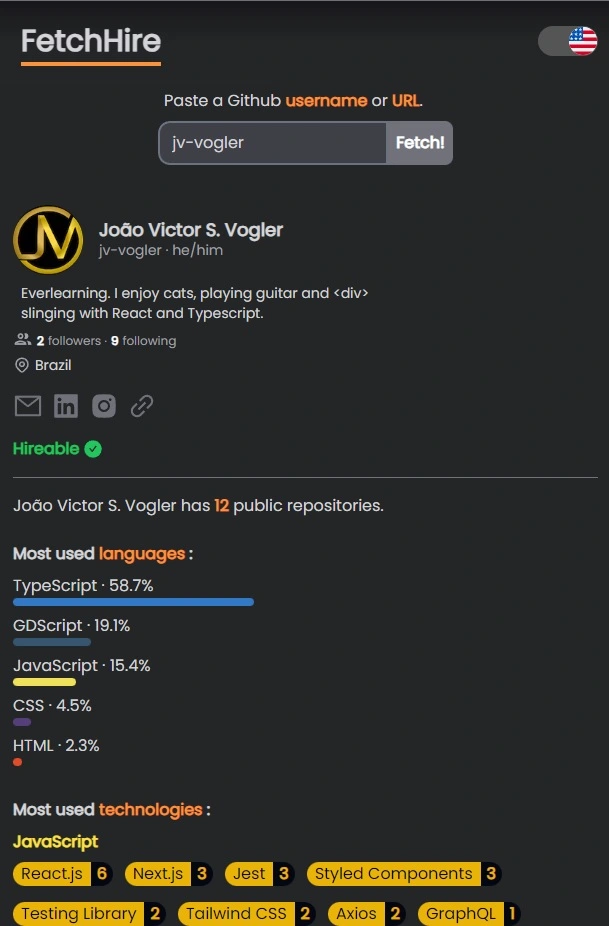 FetchHire
Paste a Github username or URL.
jv-vogler
Fetch!
JV
João Victor S. Vogler
jv-vogler · he/him
Everlearning. I enjoy cats, playing guitar and <div>
slinging with React and Typescript.
2 followers · 9 following
Brazil
in
Hireable
João Victor S. Vogler has 12 public repositories.
Most used languages :
TypeScript · 58.7%
GDScript · 19.1%
JavaScript · 15.4%
CSS · 4.5%
HTML · 2.3%
Most used technologies :
JavaScript
React.js 6 Next.js 3 Jest 3 Styled Components 3
Testing Library 2 Tailwind CSS 2 Axios 2 GraphQL 1